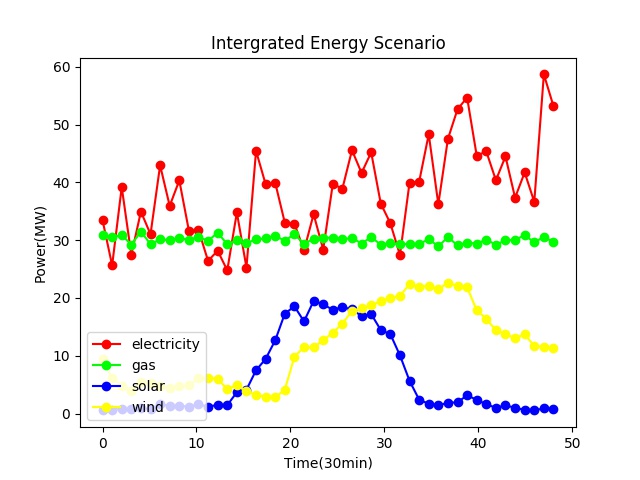 Intergrated Energy Scenario
Power(MW)
60
50
40
30
20
10
0
electricity
gas
solar
wind
0 10 20 30 40 50
Time(30min)